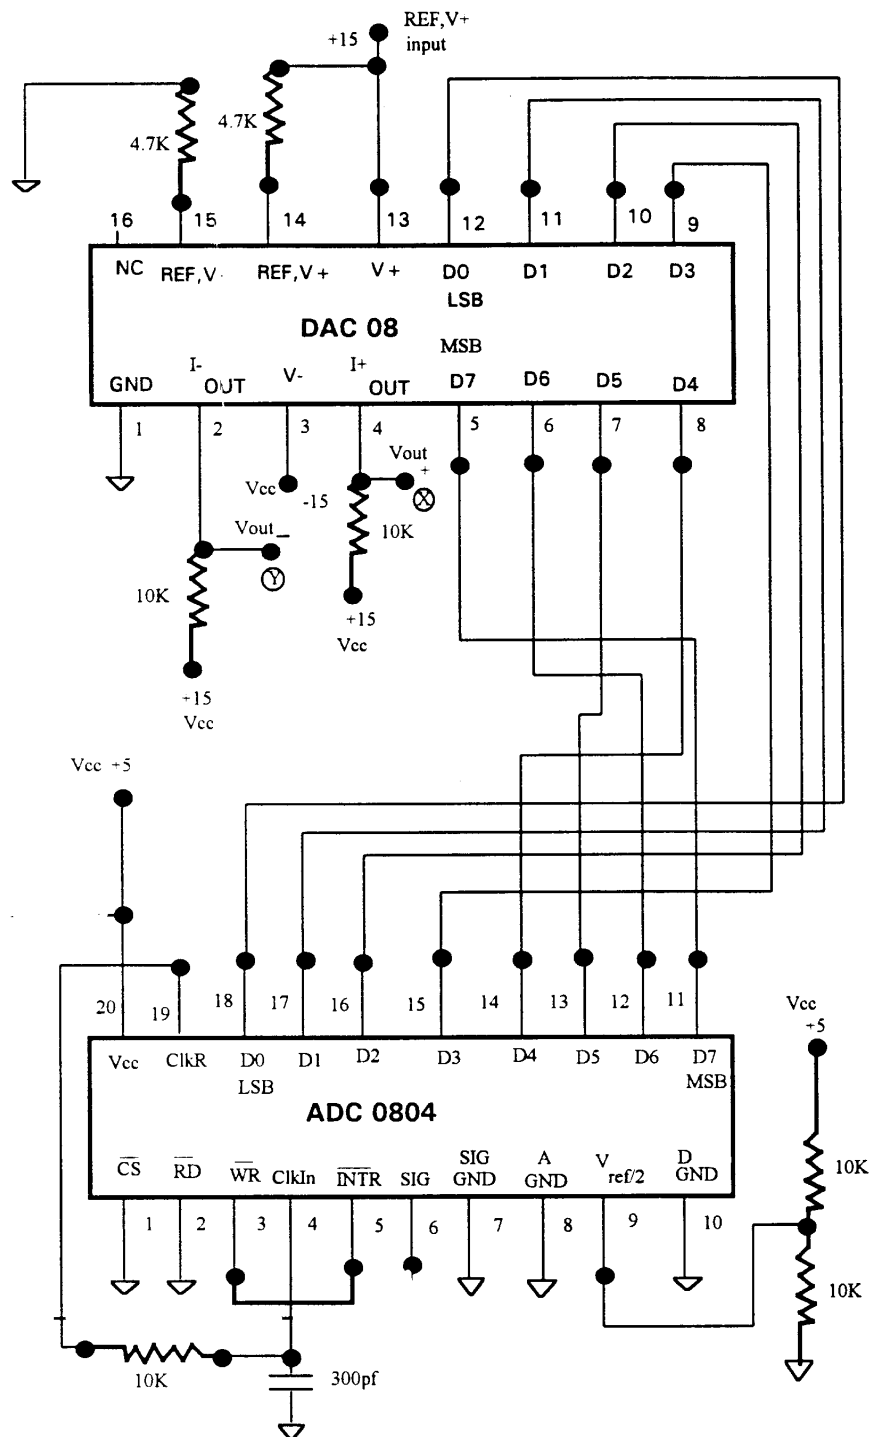 REF,V+
+15 input
4.7K 4.7K
16 15 14 13 12 11 10 9
NC REF,V- REF,V+ V+ D0 D1 D2 D3
LSB
DAC 08
MSB
I- I+
GND OUT V- OUT D7 D6 D5 D4
1 2 3 4 5 6 7 8
Vout +
Vcc -15 X
Vout _ 10K
Y
10K
+15
Vcc
+15
Vcc
Vcc +5
20 19 18 17 16 15 14 13 12 11
Vcc +5
Vcc ClkR D0 D1 D2 D3 D4 D5 D6 D7
LSB MSB
ADC 0804
CS RD WR ClkIn INTR SIG SIG GND A GND V ref/2 D GND
10K
1 2 3 4 5 6 7 8 9 10
10K
10K 300pf